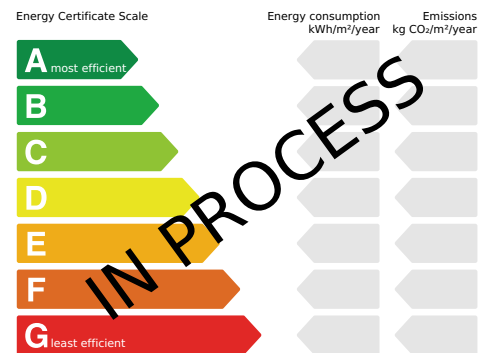 Energy Certificate Scale
Energy consumption
kWh/m²/year
Emissions
kg CO₂/m²/year
A most efficient
B
C
D
E
F
G least efficient
IN PROCESS